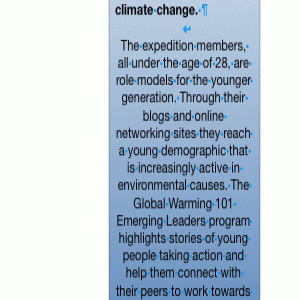 climate change.
The expedition members,
all under the age of 28, are
role models for the younger
generation. Through their
blogs and online
networking sites they reach
a young demographic that
is increasingly active in
environmental causes. The
Global Warming 101
Emerging Leaders program
highlights stories of young
people taking action and
help them connect with
their peers to work towards